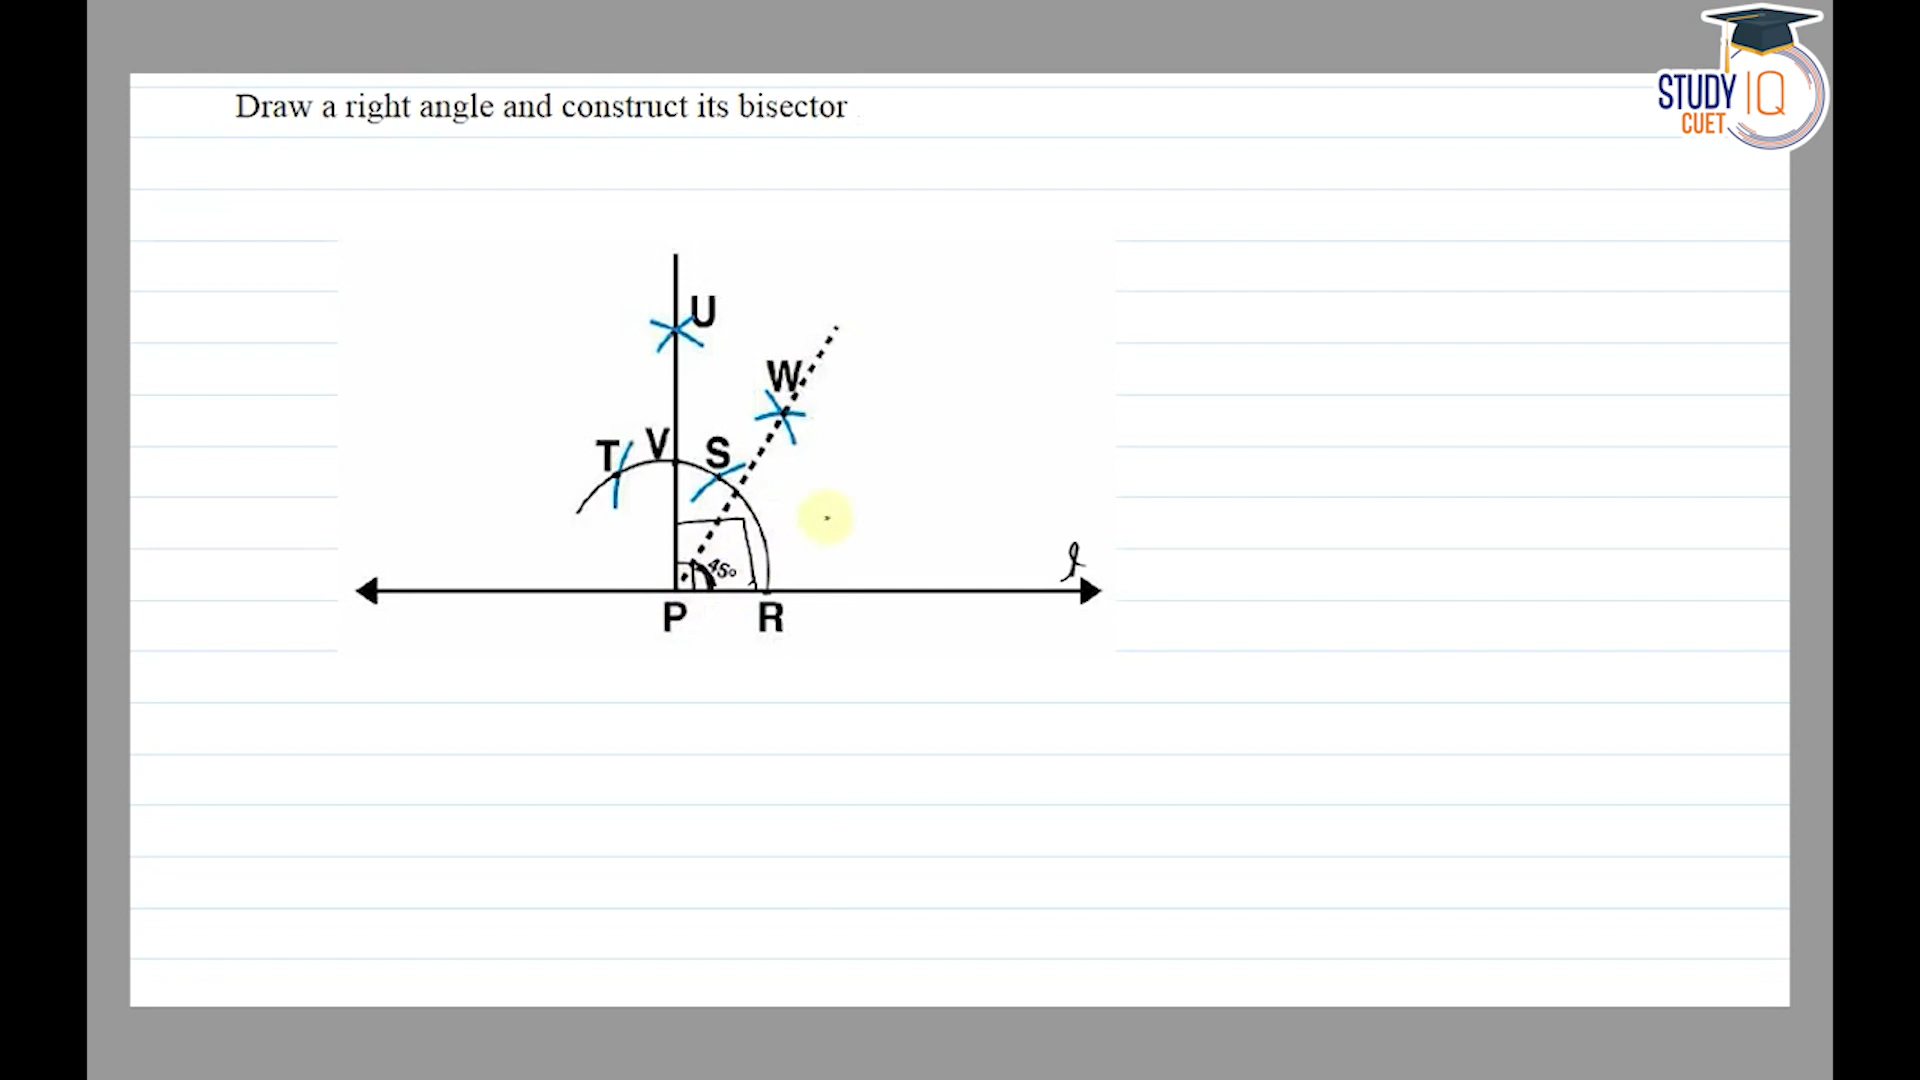 Draw a right angle and construct its bisector
STUDY IQ
CUET
U
W
T V S
45°
l
P R